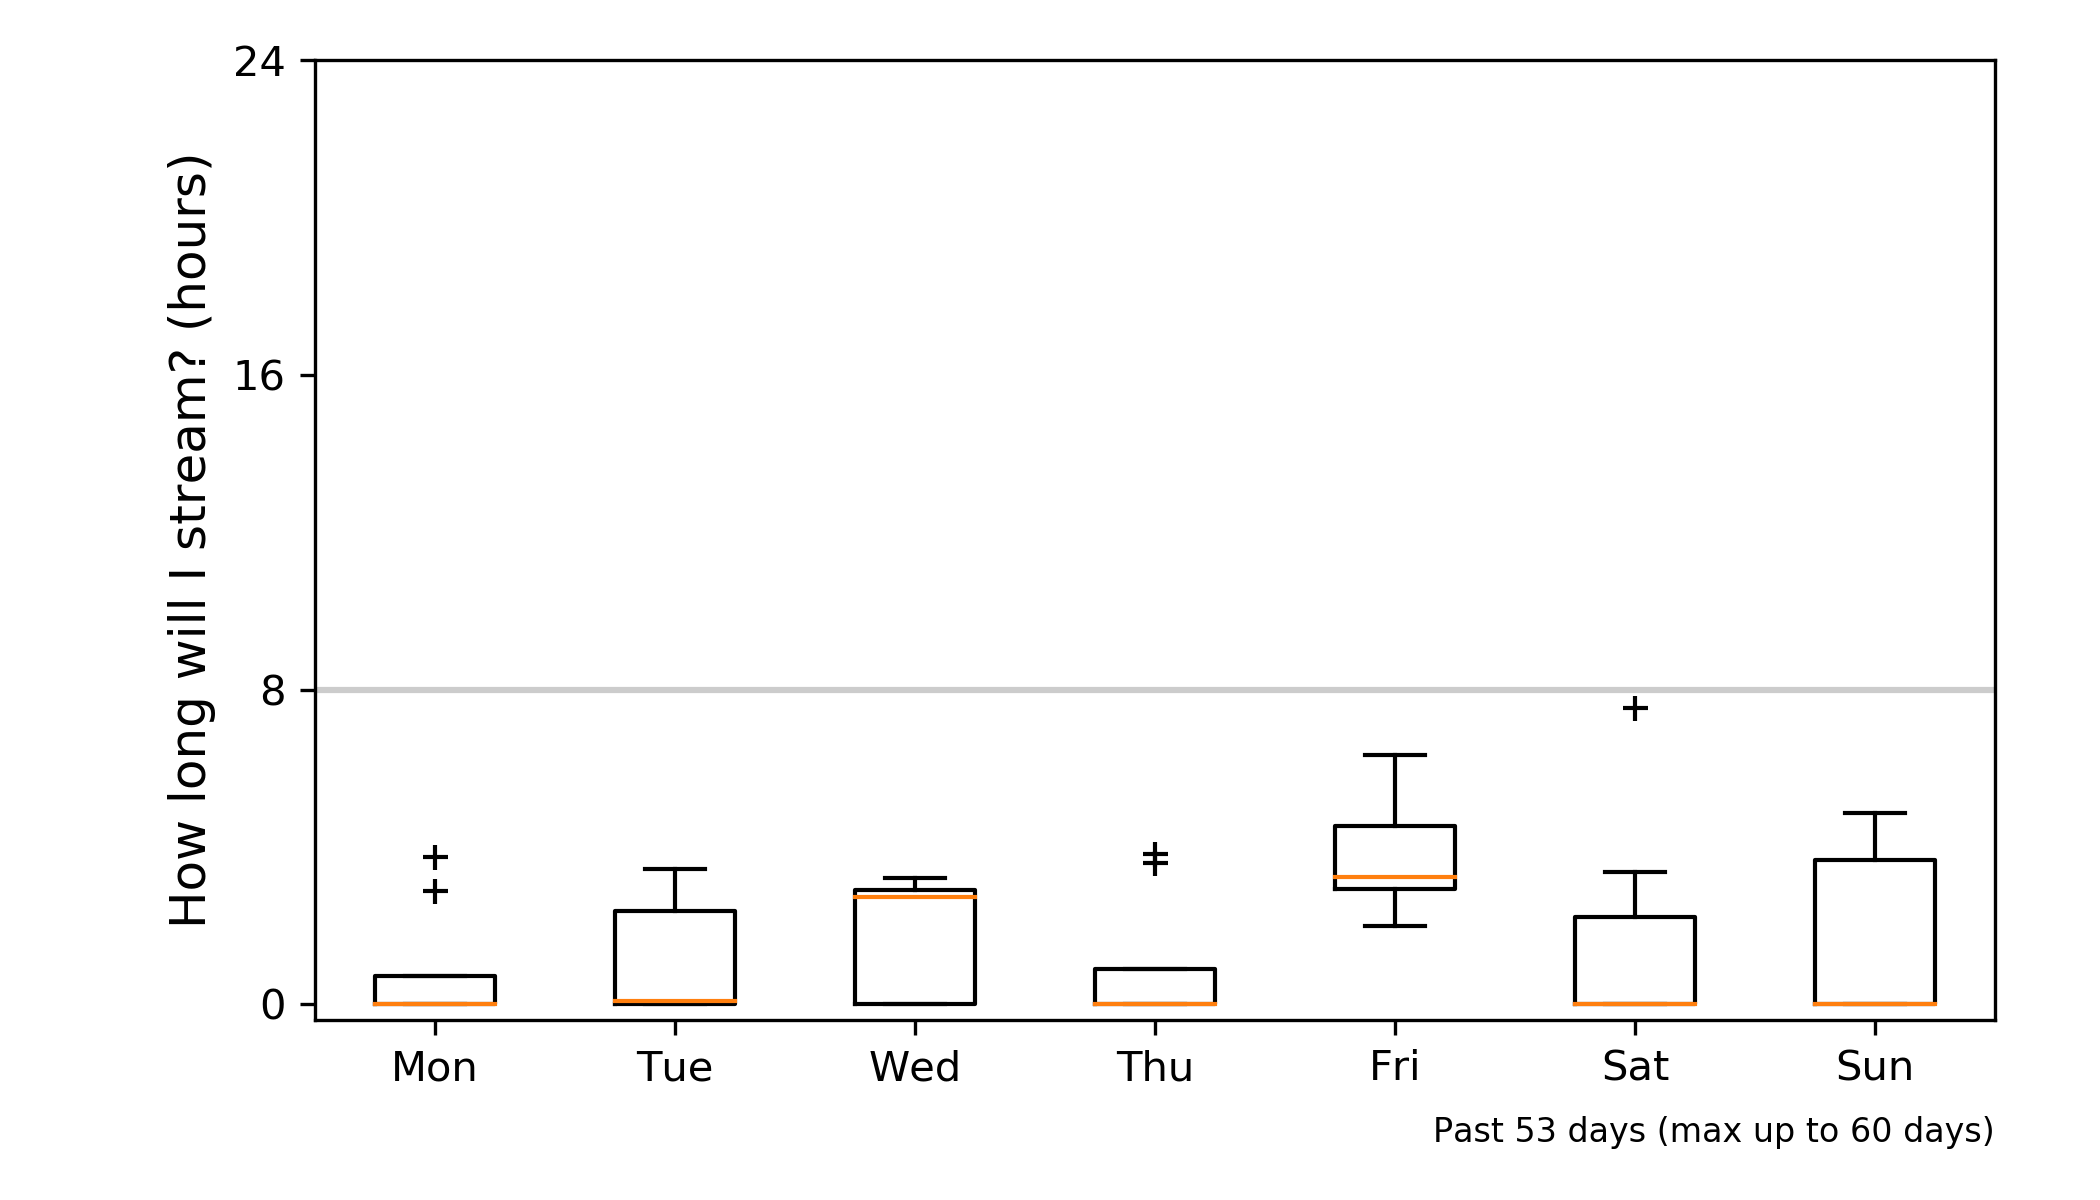 How long will I stream? (hours)
24
16
8
0
Mon Tue Wed Thu Fri Sat Sun
Past 53 days (max up to 60 days)